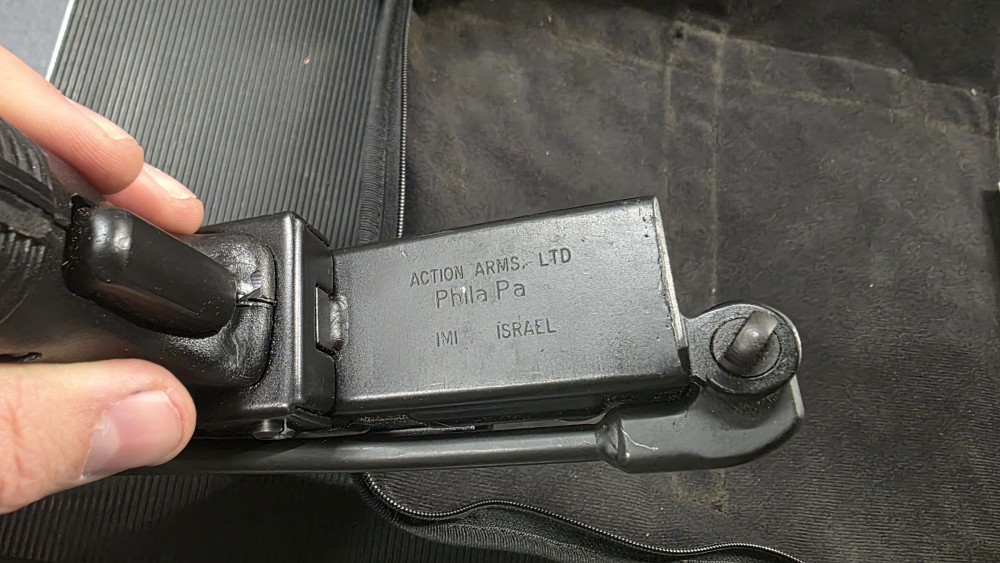 ACTION ARMS, LTD
Phila Pa
IMI ISRAEL